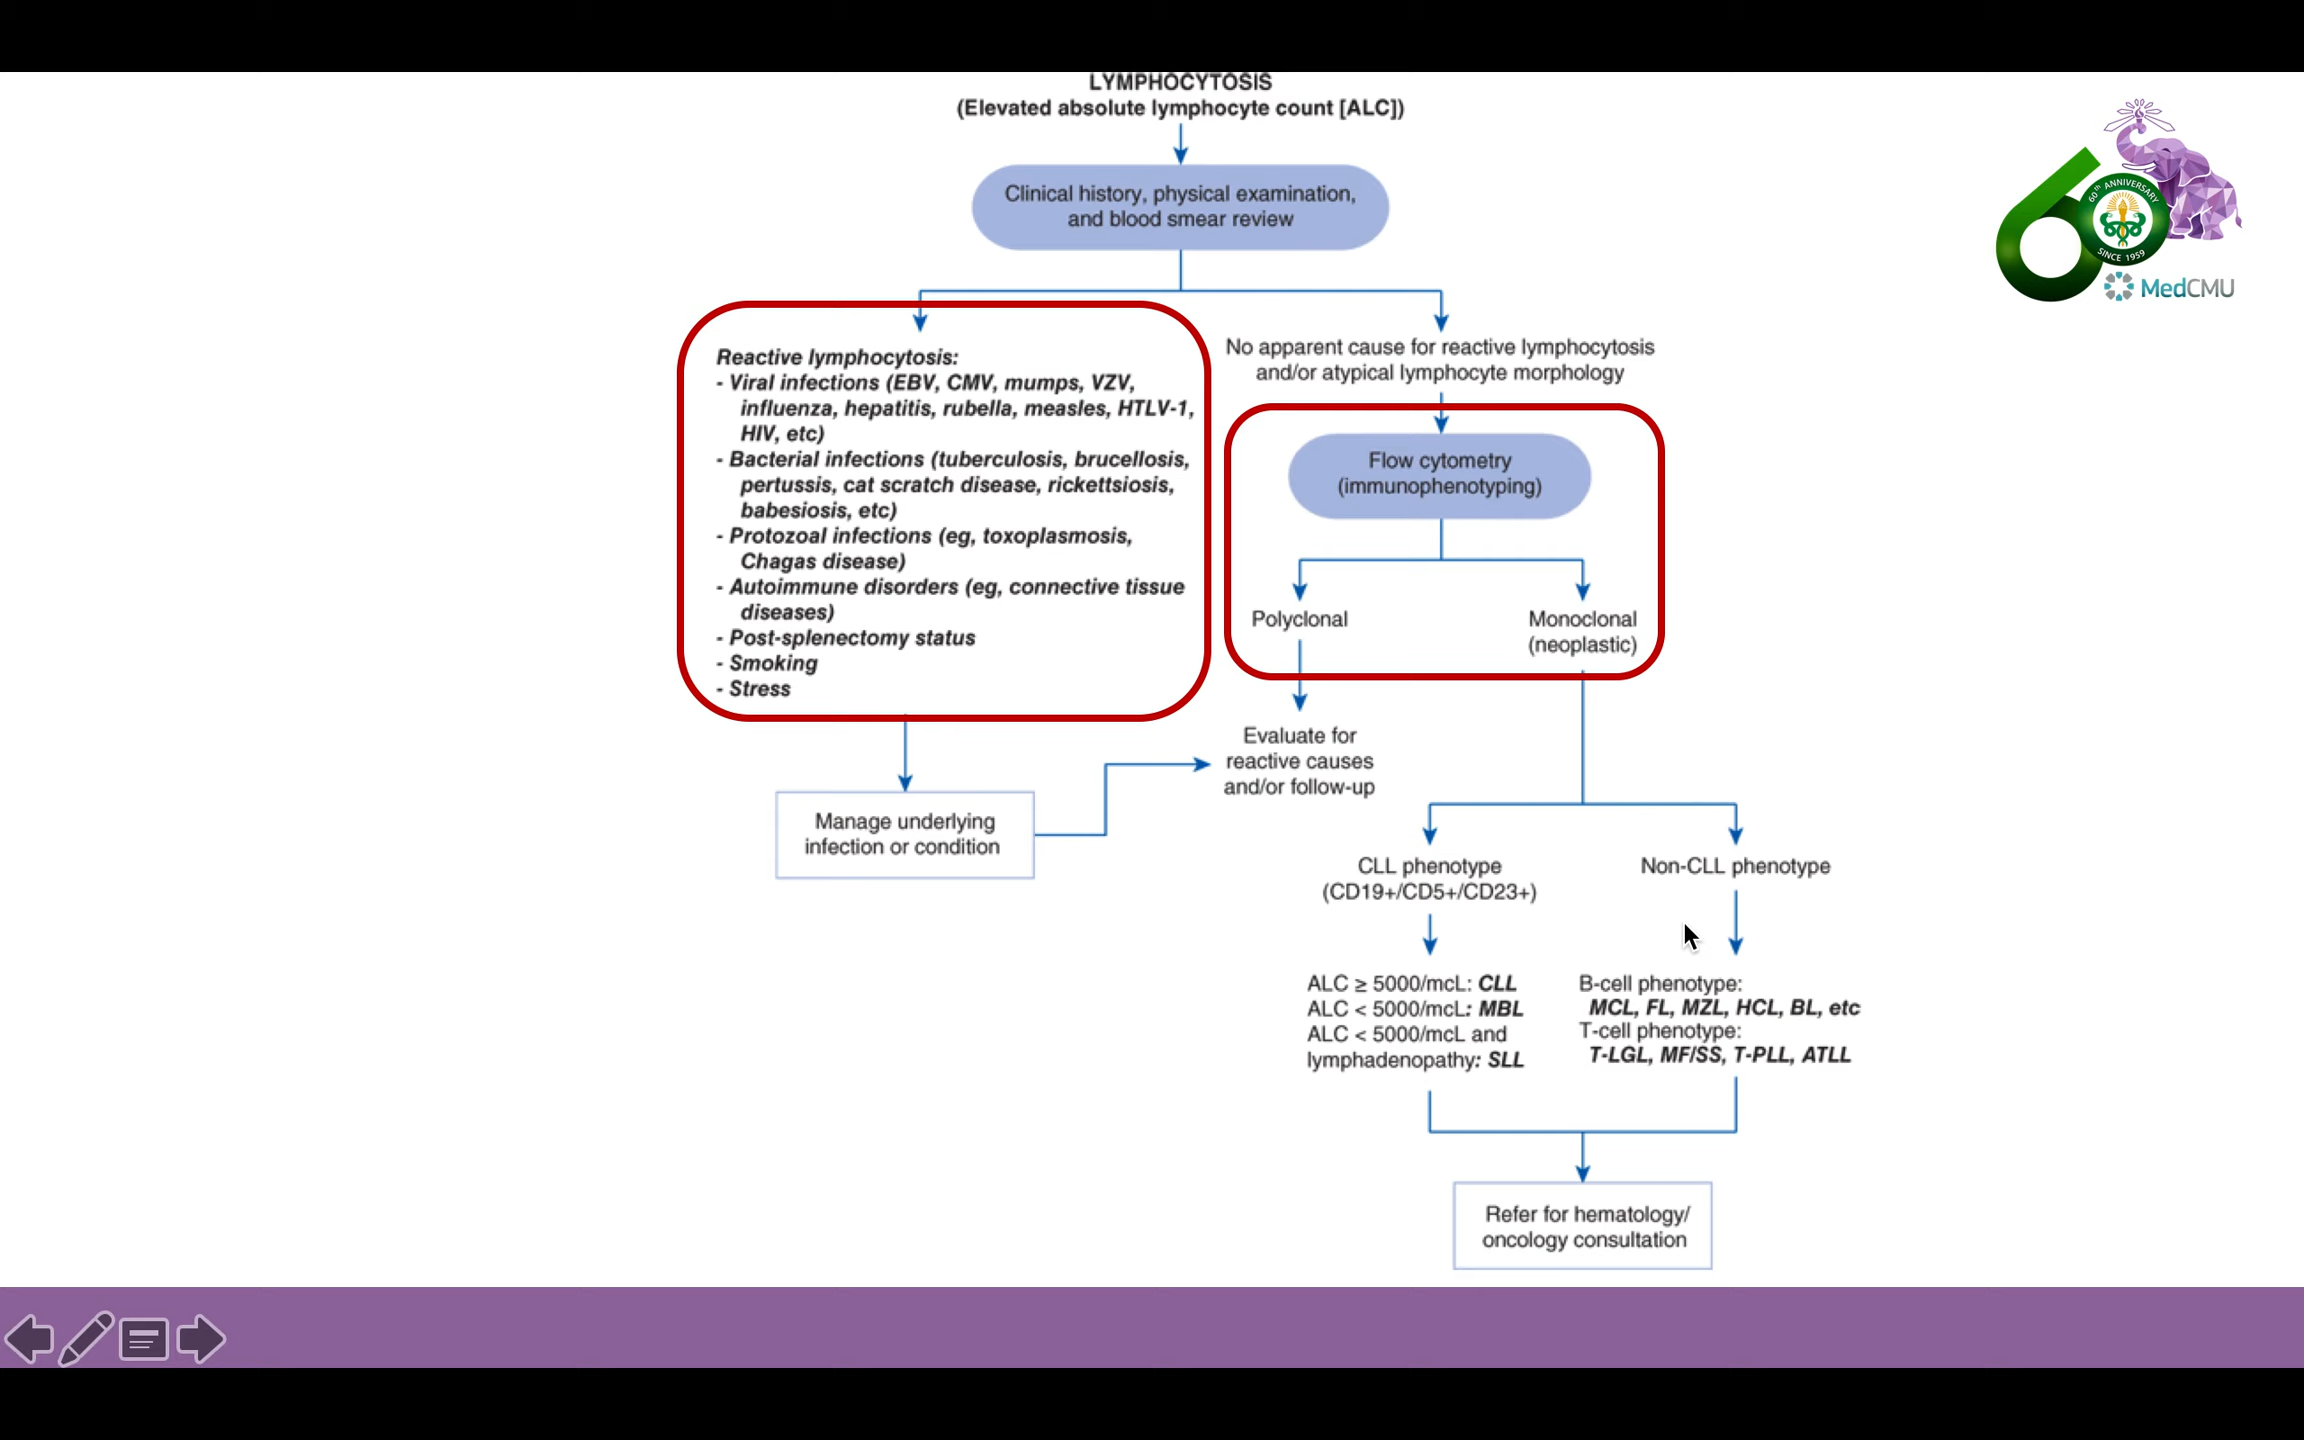 LYMPHOCYTOSIS
(Elevated absolute lymphocyte count [ALC])
Clinical history, physical examination,
and blood smear review
60th ANNIVERSARY
SINCE 1959
MedCMU
Reactive lymphocytosis:
- Viral infections (EBV, CMV, mumps, VZV,
influenza, hepatitis, rubella, measles, HTLV-1,
HIV, etc)
- Bacterial infections (tuberculosis, brucellosis,
pertussis, cat scratch disease, rickettsiosis,
babesiosis, etc)
- Protozoal infections (eg, toxoplasmosis,
Chagas disease)
- Autoimmune disorders (eg, connective tissue
diseases)
- Post-splenectomy status
- Smoking
- Stress
No apparent cause for reactive lymphocytosis
and/or atypical lymphocyte morphology
Flow cytometry
(immunophenotyping)
Polyclonal
Monoclonal
(neoplastic)
Evaluate for
reactive causes
and/or follow-up
Manage underlying
infection or condition
CLL phenotype
(CD19+/CD5+/CD23+)
Non-CLL phenotype
ALC ≥ 5000/mcL: CLL
ALC < 5000/mcL: MBL
ALC < 5000/mcL and
lymphadenopathy: SLL
B-cell phenotype:
MCL, FL, MZL, HCL, BL, etc
T-cell phenotype:
T-LGL, MF/SS, T-PLL, ATLL
Refer for hematology/
oncology consultation